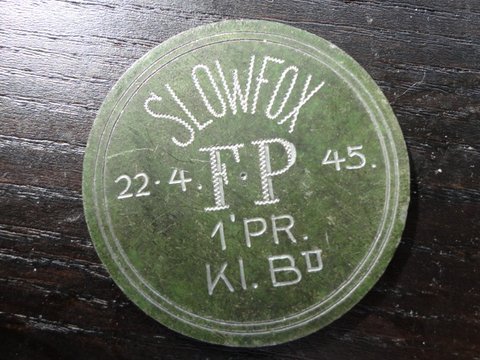 SLOWFOX
22.4. F.P 45.
1' PR.
Kl. BD